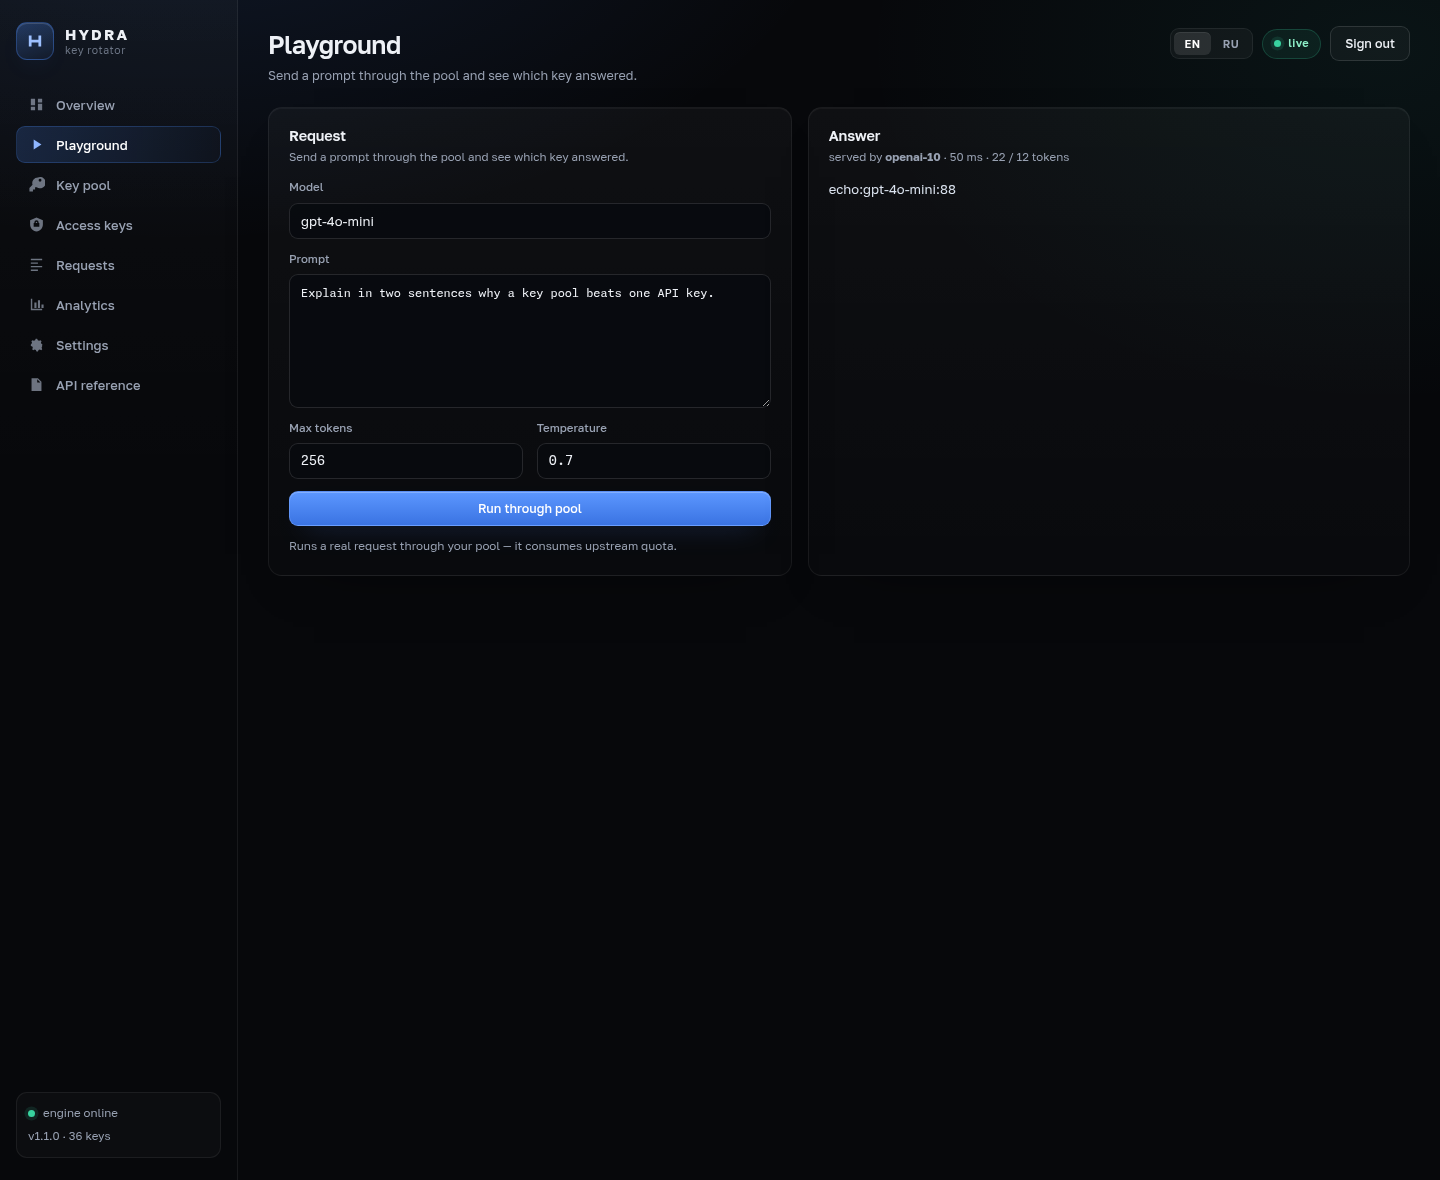 HYDRA
key rotator
Overview
Playground
Key pool
Access keys
Requests
Analytics
Settings
API reference
engine online
v1.1.0 · 36 keys
Playground
Send a prompt through the pool and see which key answered.
EN RU
live
Sign out
Request
Send a prompt through the pool and see which key answered.
Model
gpt-4o-mini
Prompt
Explain in two sentences why a key pool beats one API key.
Max tokens
256
Temperature
0.7
Run through pool
Runs a real request through your pool — it consumes upstream quota.
Answer
served by openai-10 · 50 ms · 22 / 12 tokens
echo:gpt-4o-mini:88